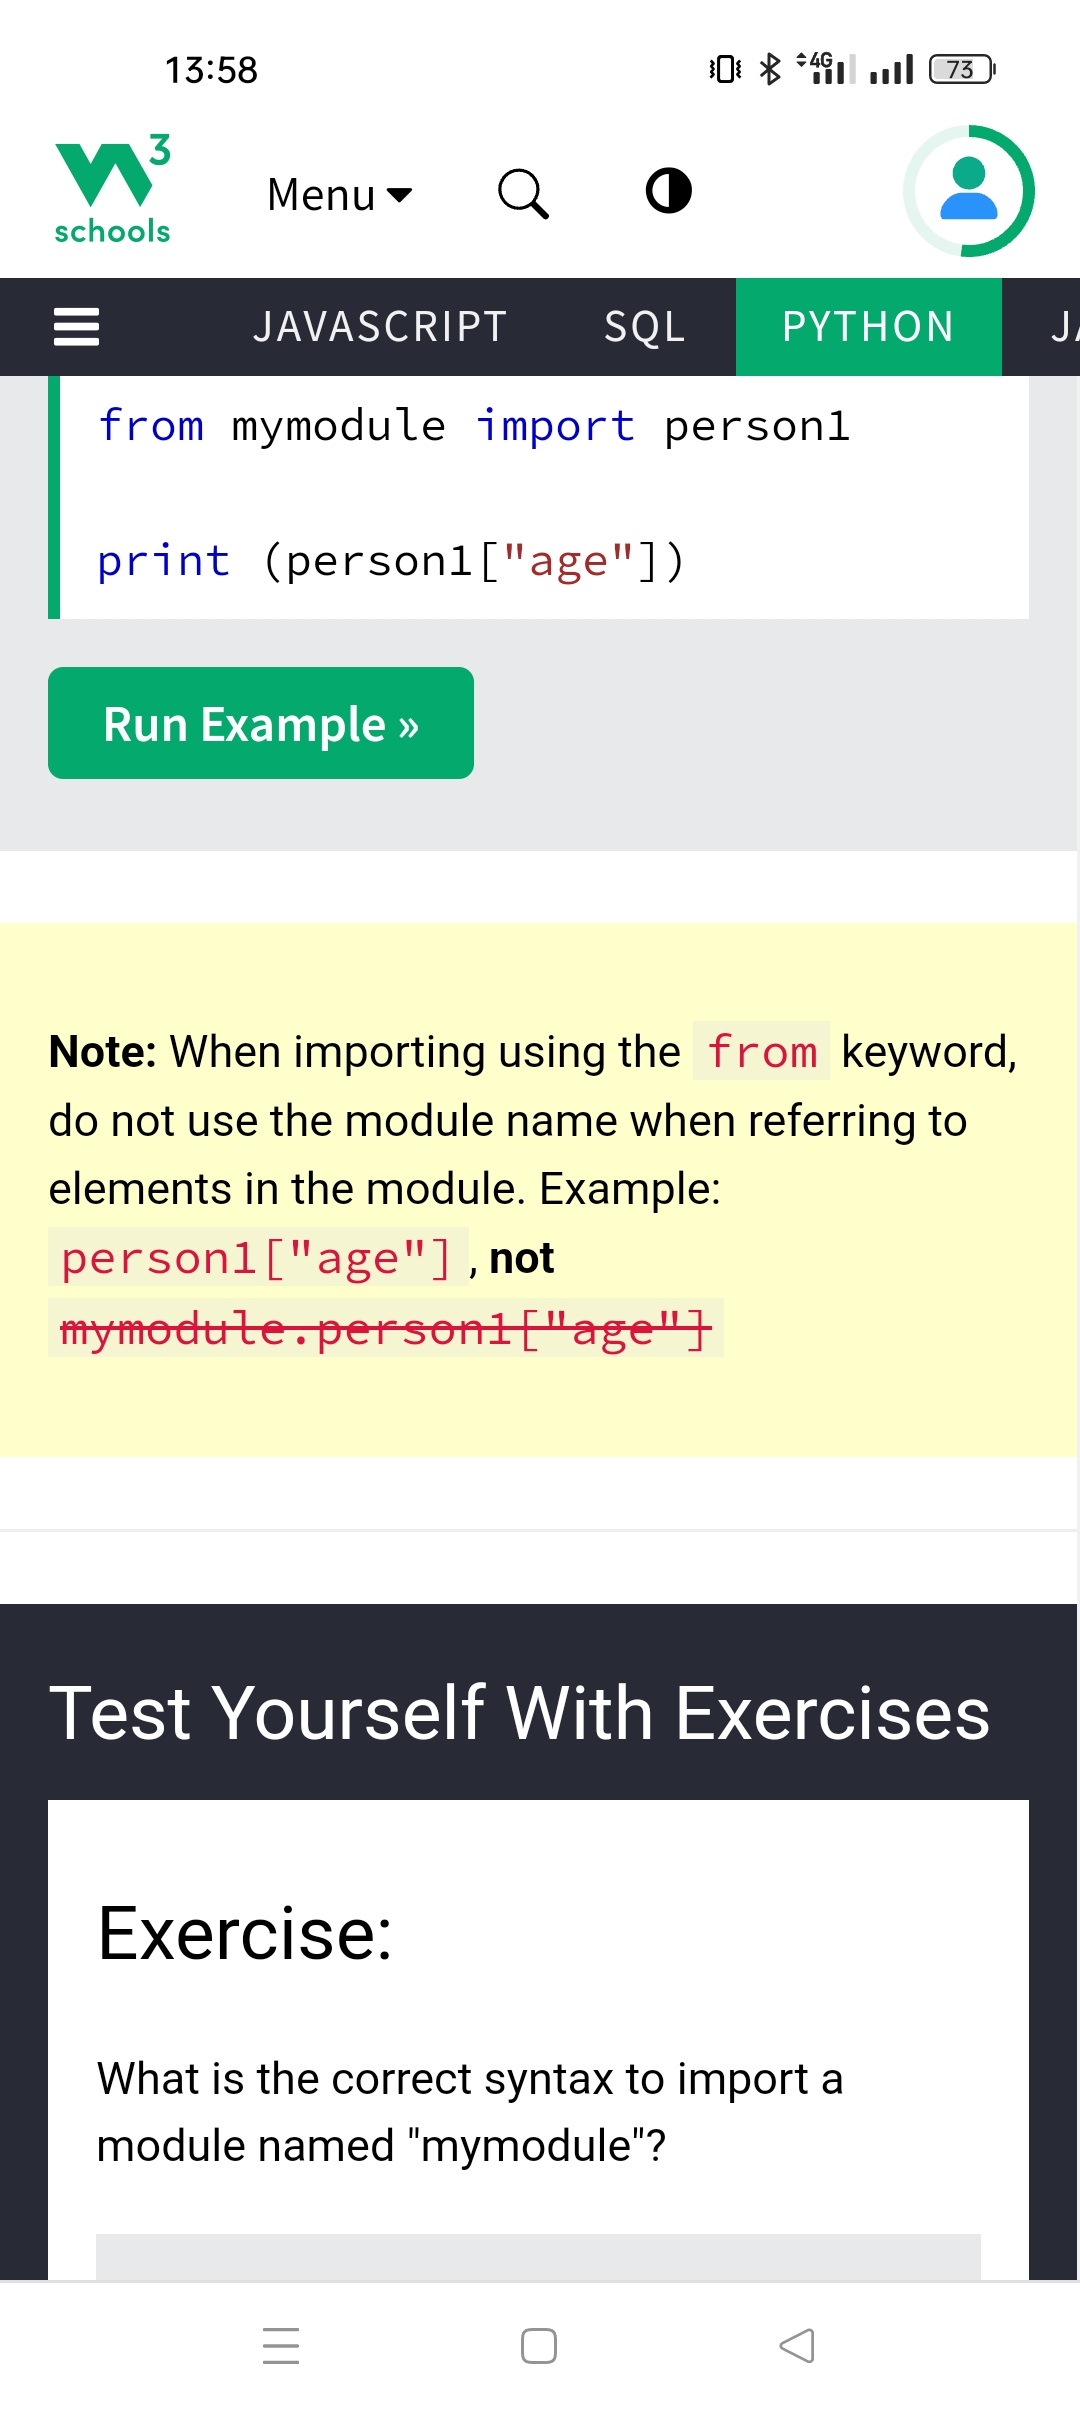 13:58
4G
73
W3
schools
Menu
JAVASCRIPT SQL PYTHON JA
from mymodule import person1
print (person1["age"])
Run Example »
Note: When importing using the from keyword,
do not use the module name when referring to
elements in the module. Example:
person1["age"], not
mymodule.person1["age"]
Test Yourself With Exercises
Exercise:
What is the correct syntax to import a
module named "mymodule"?